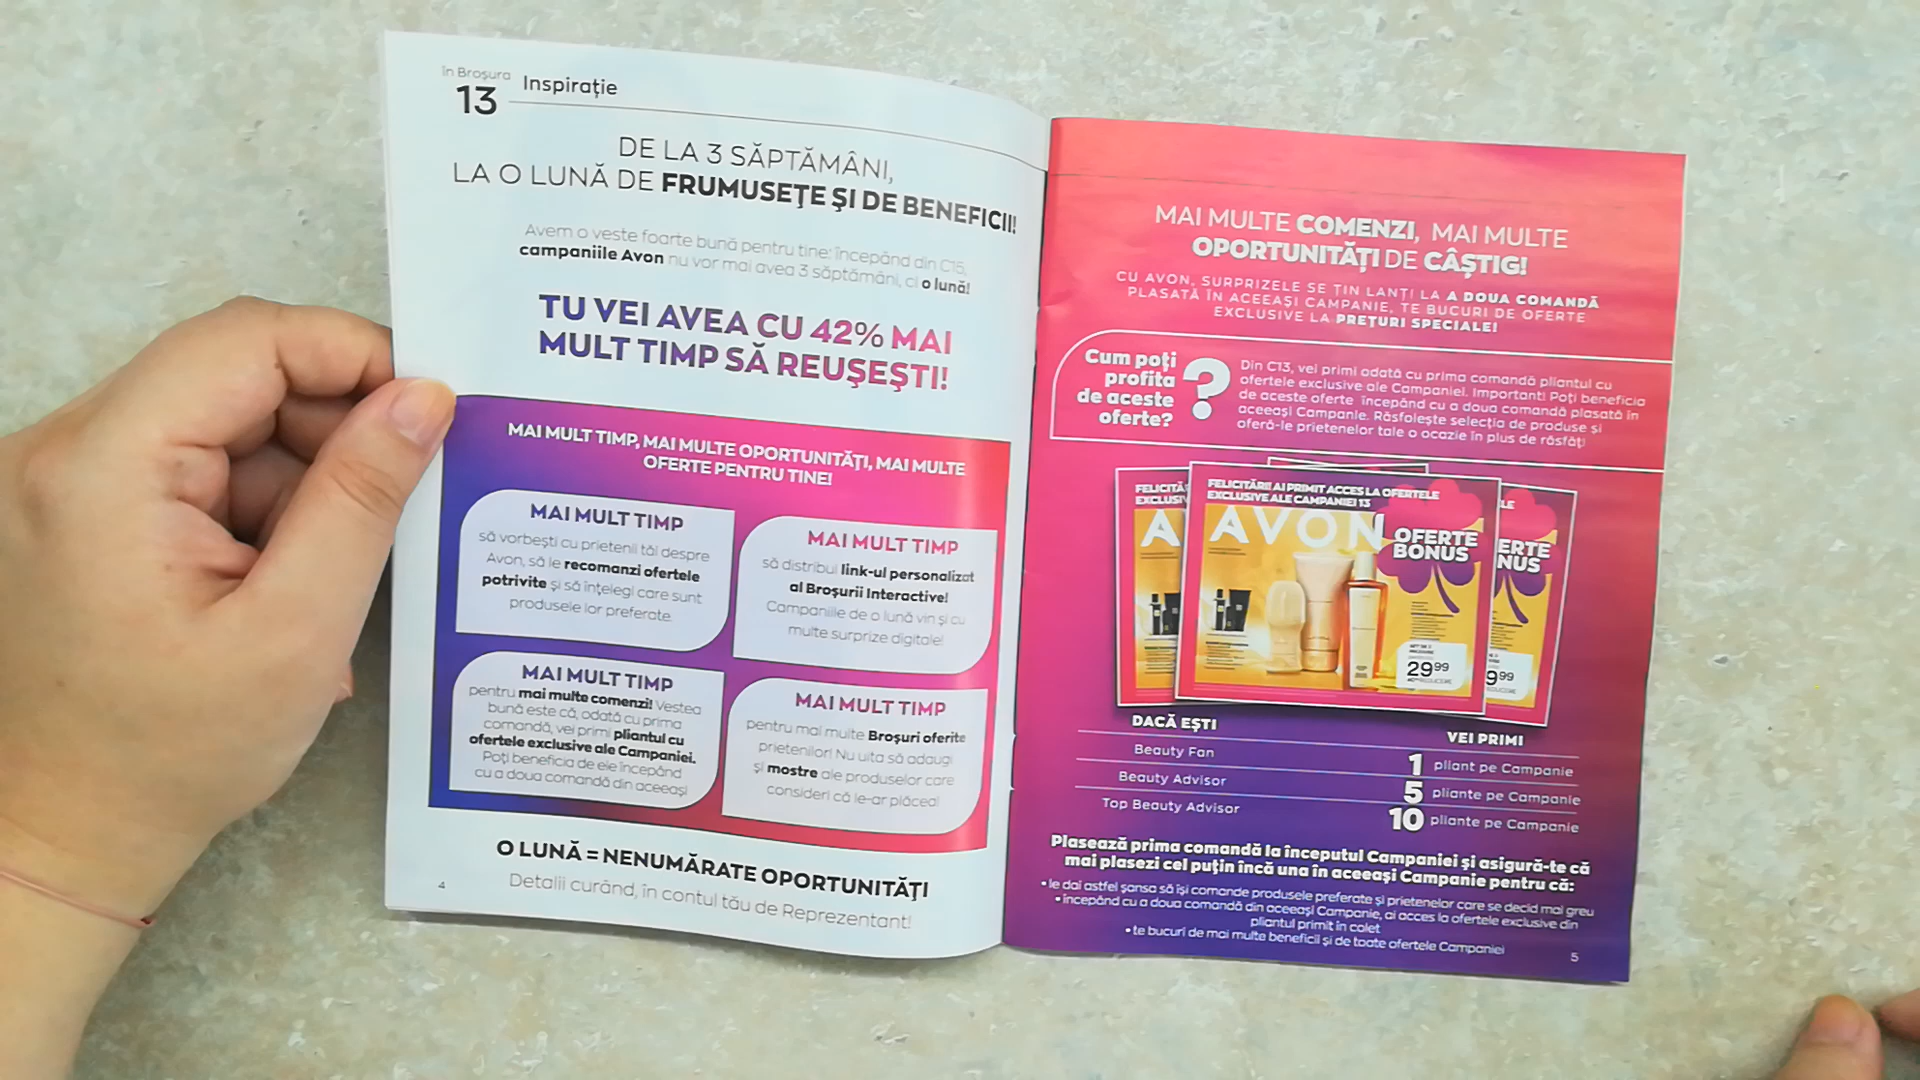 în Broșura
13
Inspirație
DE LA 3 SĂPTĂMÂNI,
LA O LUNĂ DE FRUMUSEȚE ȘI DE BENEFICII!
Avem o veste foarte bună pentru tine: începând din C15,
campaniile Avon nu vor mai avea 3 săptămâni, ci o lună!
TU VEI AVEA CU 42% MAI
MULT TIMP SĂ REUȘEȘTI!
MAI MULT TIMP, MAI MULTE OPORTUNITĂȚI, MAI MULTE
OFERTE PENTRU TINE!
MAI MULT TIMP
să vorbești cu prietenii tăi despre
Avon, să le recomanzi ofertele
potrivite și să înțelegi care sunt
produsele lor preferate
MAI MULT TIMP
să distribui link-ul personalizat
al Broșurii Interactive!
Campaniile de o lună vin și cu
multe surprize digitale!
MAI MULT TIMP
pentru mai multe comenzi! Vestea
bună este că, odată cu prima
comandă, vei primi pliantul cu
ofertele exclusive ale Campaniei.
Poți beneficia de ele începând
cu a doua comandă din aceeași
MAI MULT TIMP
pentru mai multe Broșuri oferite
prietenilor! Nu uita să adaugi
și mostre ale produselor care
consideri că le-ar plăcea!
O LUNĂ = NENUMĂRATE OPORTUNITĂȚI
Detalii curând, în contul tău de Reprezentant!
4
MAI MULTE COMENZI, MAI MULTE
OPORTUNITĂȚI DE CÂȘTIG!
CU AVON, SURPRIZELE SE ȚIN LANȚ! LA A DOUA COMANDĂ
PLASATĂ ÎN ACEEAȘI CAMPANIE, TE BUCURI DE OFERTE
EXCLUSIVE LA PREȚURI SPECIALE!
Cum poți
profita
de aceste
oferte?
?
Din C13, vei primi odată cu prima comandă pliantul cu
ofertele exclusive ale Campaniei. Important! Poți beneficia
de aceste oferte începând cu a doua comandă plasată în
aceeași Campanie. Răsfoiește selecția de produse și
oferă-le prietenelor tale o ocazie în plus de răsfăț!
FELICITĂRI! AI PRIMIT ACCES LA OFERTELE
EXCLUSIVE ALE CAMPANIEI 13
AVON
OFERTE
BONUS
29⁹⁹
DACĂ EȘTI
VEI PRIMI
Beauty Fan
1 pliant pe Campanie
Beauty Advisor
5 pliante pe Campanie
Top Beauty Advisor
10 pliante pe Campanie
Plasează prima comandă la începutul Campaniei și asigură-te că
mai plasezi cel puțin încă una în aceeași Campanie pentru că:
• le dai astfel șansa să își comande produsele preferate și prietenelor care se decid mai greu
• începând cu a doua comandă din aceeași Campanie, ai acces la ofertele exclusive din
pliantul primit în colet
• te bucuri de mai multe beneficii și de toate ofertele Campaniei
5